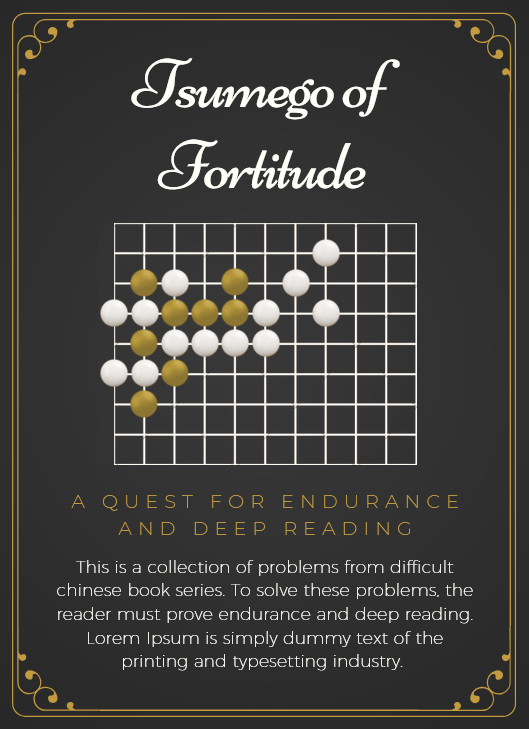 Tsumego of
Fortitude
A QUEST FOR ENDURANCE
AND DEEP READING
This is a collection of problems from difficult
chinese book series. To solve these problems, the
reader must prove endurance and deep reading.
Lorem Ipsum is simply dummy text of the
printing and typesetting industry.